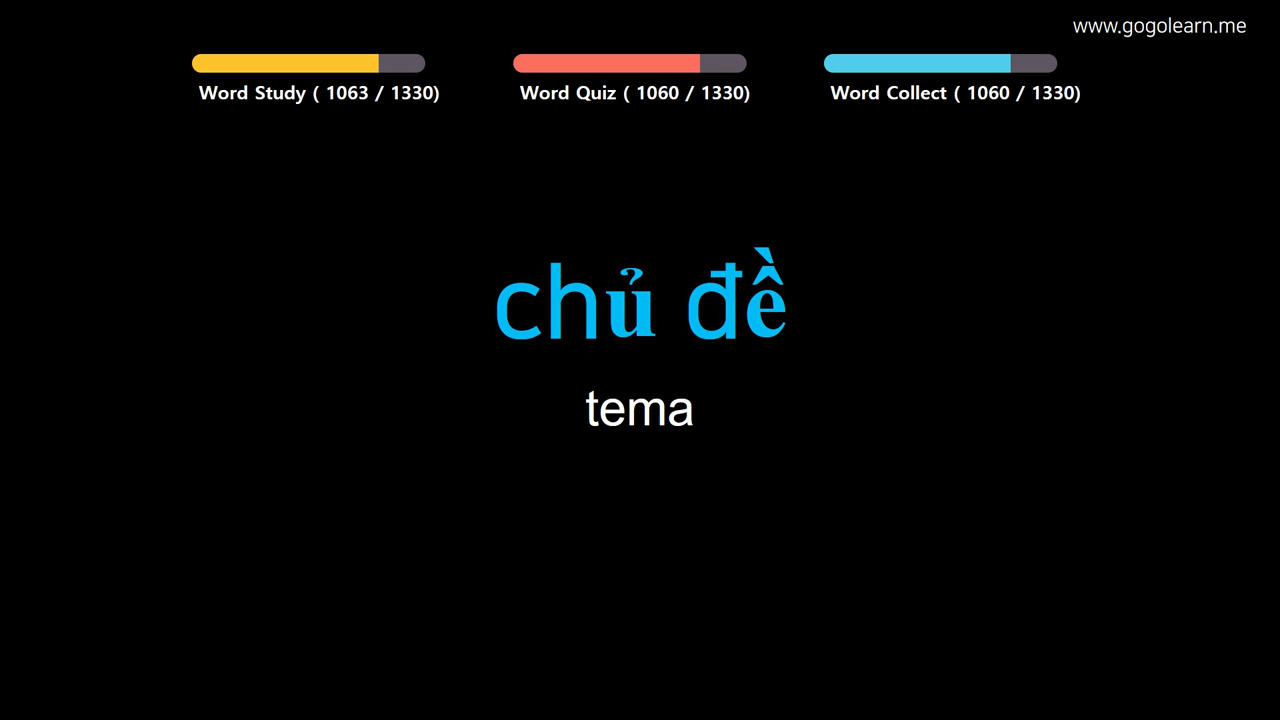 www.gogolearn.me
Word Study ( 1063 / 1330)
Word Quiz ( 1060 / 1330)
Word Collect ( 1060 / 1330)
chủ đề
tema